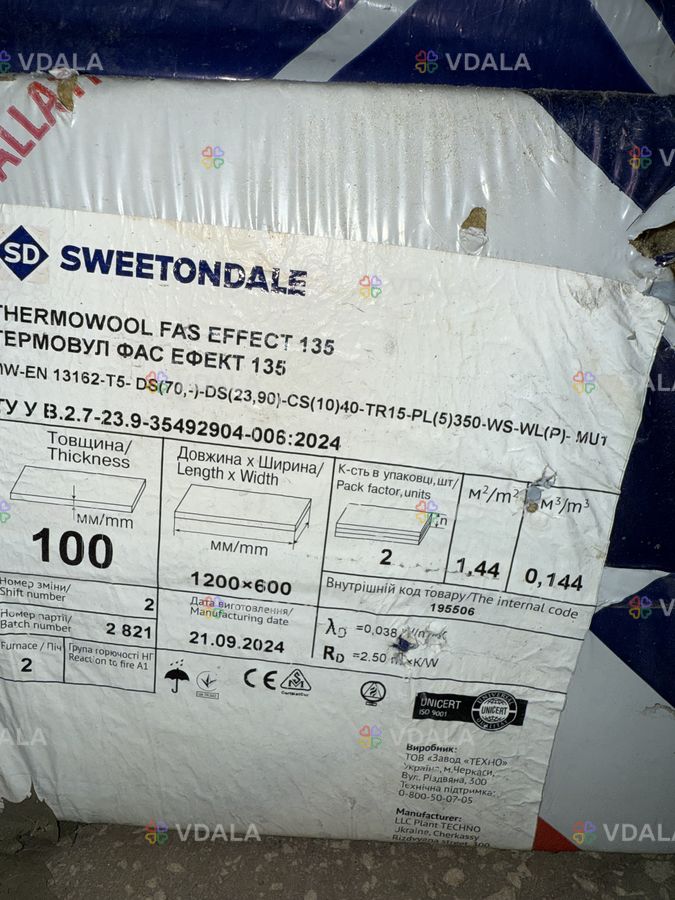 VDALA
VDALA
SD SWEETONDALE
THERMOWOOL FAS EFFECT 135
ТЕРМОВУЛ ФАС ЕФЕКТ 135
MW-EN 13162-T5- DS(70,-)-DS(23,90)-CS(10)40-TR15-PL(5)350-WS-WL(P)- MU1
ТУ У В.2.7-23.9-35492904-006:2024
Товщина/
Thickness
мм/mm
100
Довжина х Ширина/
Length x Width
мм/mm
1200×600
К-сть в упаковці, шт/
Pack factor, units
n
2
м²/m²
1,44
м³/m³
0,144
Номер зміни/
Shift number
2
Дата виготовлення/
Manufacturing date
21.09.2024
Внутрішній код товару/The internal code
195506
Номер партії/
Batch number
2 821
λD =0,038
RD =2.50 K/W
Furnace / Піч
2
Група горючості НГ
Reaction to fire A1
CE
UNICERT
ISO 9001
UNICERT
VDALA
VDALA
Виробник:
ТОВ «Завод «ТЕХНО»
Україна, м.Черкаси,
Вул. Різдвяна, 300
Технічна підтримка:
0-800-50-07-05
Manufacturer:
LLC Plant TECHNO
Ukraine, Cherkassy
Rizdvyana street, 300
VDALA
VDALA